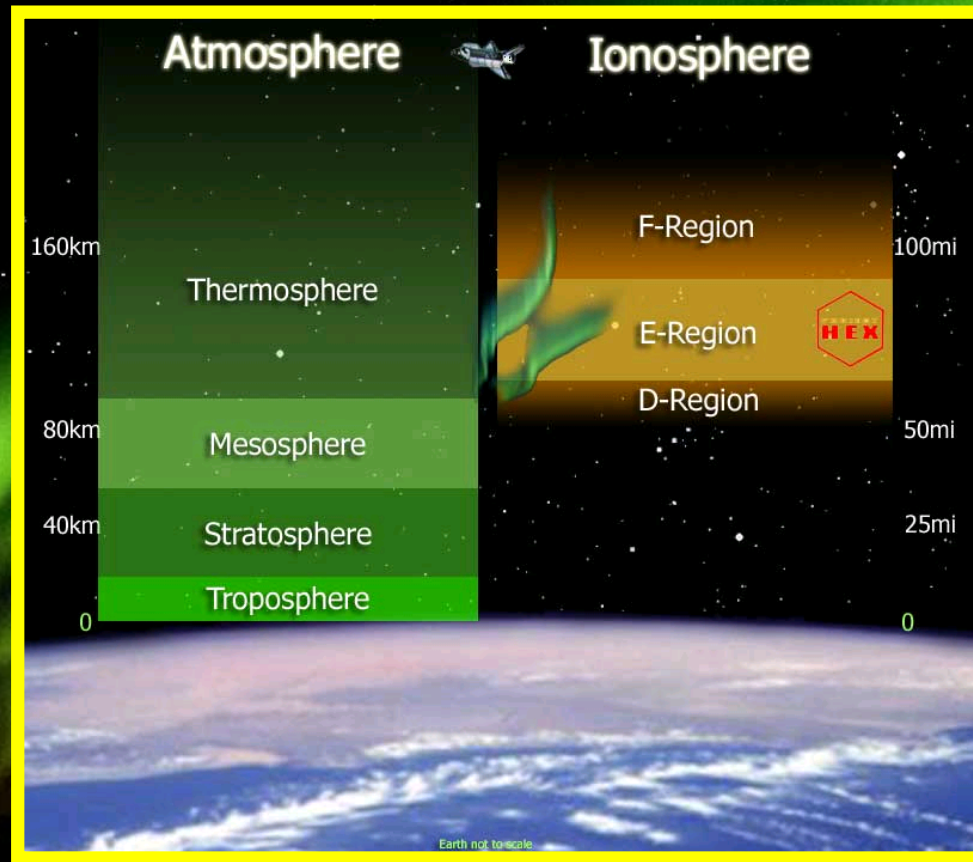 Atmosphere
Ionosphere
160km
F-Region
100mi
Thermosphere
E-Region
HEX
D-Region
80km
Mesosphere
50mi
40km
Stratosphere
25mi
Troposphere
0
0
Earth not to scale